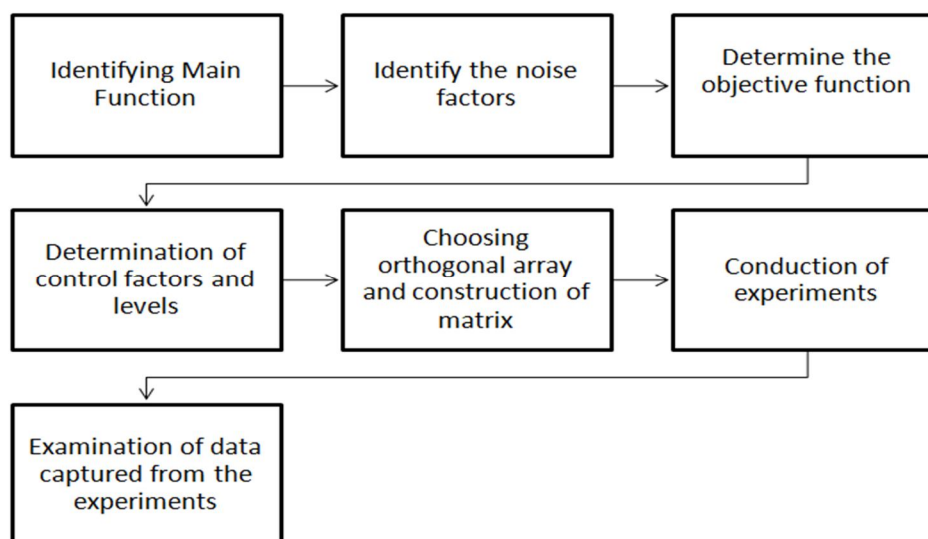 Identifying Main
Function
Identify the noise
factors
Determine the
objective function
Determination of
control factors and
levels
Choosing
orthogonal array
and construction of
matrix
Conduction of
experiments
Examination of data
captured from the
experiments